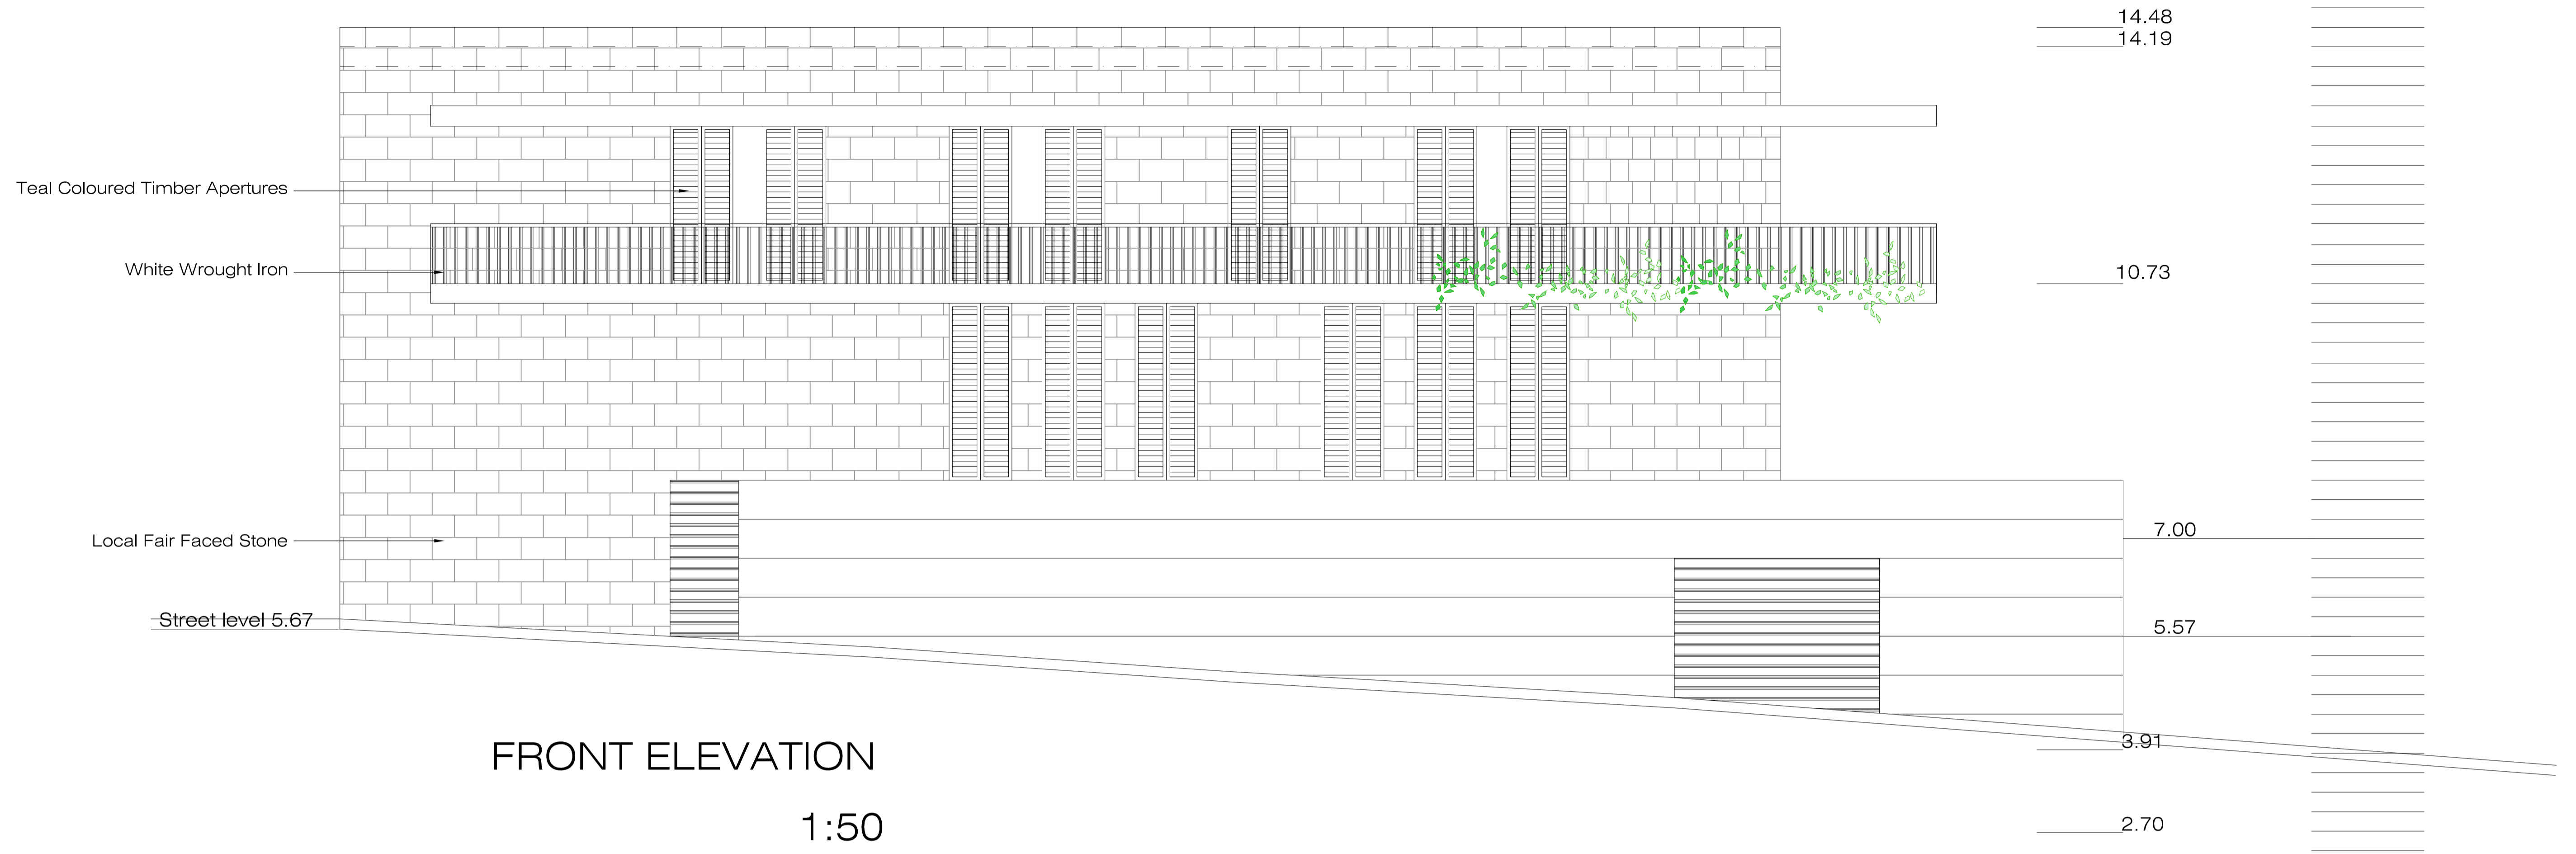 14.48
14.19
Teal Coloured Timber Apertures
White Wrought Iron
10.73
7.00
Local Fair Faced Stone
Street level 5.67
5.57
3.91
FRONT ELEVATION
1:50
2.70